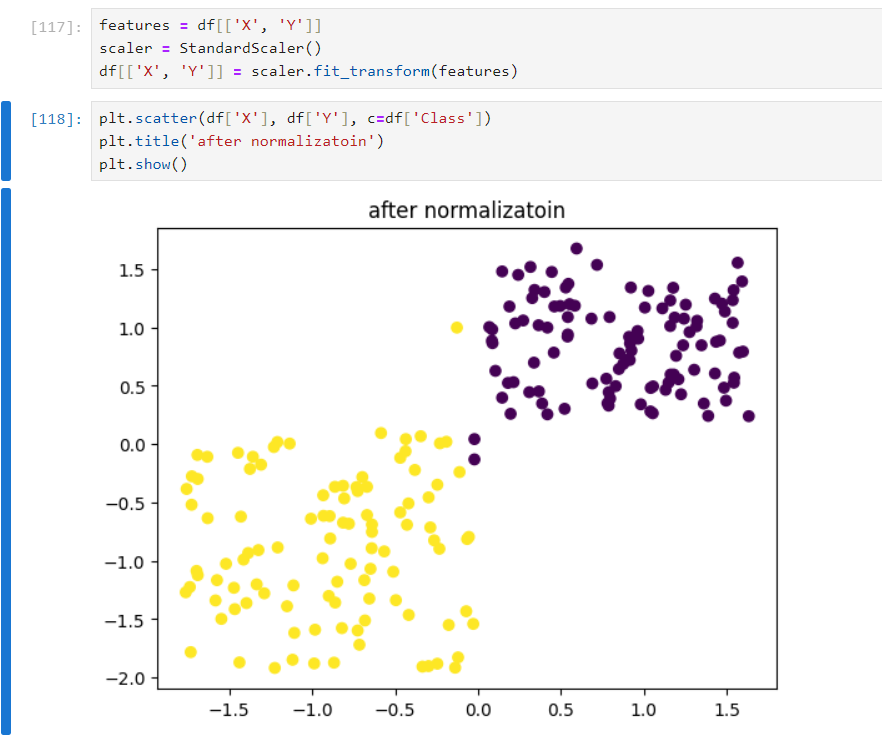 [117]: features = df[['X', 'Y']]
scaler = StandardScaler()
df[['X', 'Y']] = scaler.fit_transform(features)
[118]: plt.scatter(df['X'], df['Y'], c=df['Class'])
plt.title('after normalizatoin')
plt.show()
after normalizatoin
1.5
1.0
0.5
0.0
−0.5
−1.0
−1.5
−2.0
−1.5 −1.0 −0.5 0.0 0.5 1.0 1.5